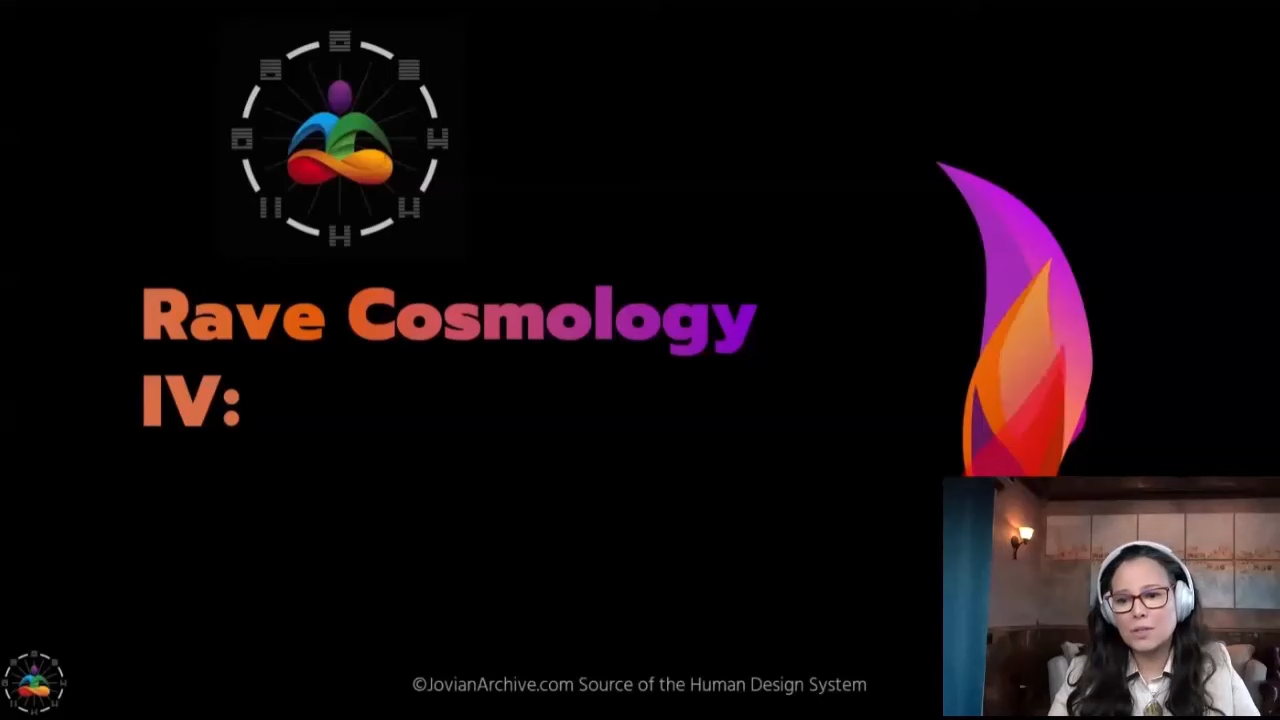 Rave Cosmology
IV:
©JovianArchive.com Source of the Human Design System